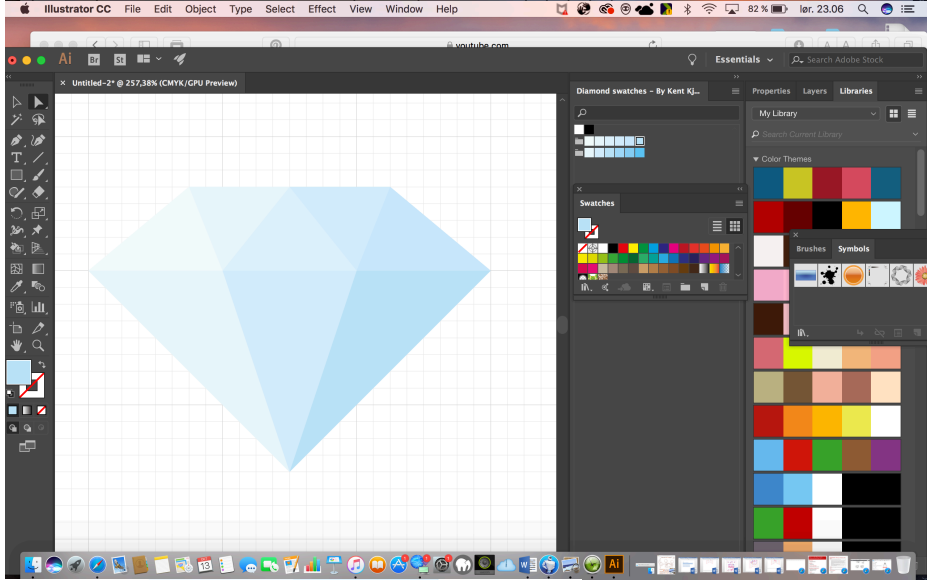 Illustrator CC File Edit Object Type Select Effect View Window Help 82 % lør. 23.06
youtube.com
Ai Br St Essentials Search Adobe Stock
× Untitled-2* @ 257,38% (CMYK/GPU Preview)
Diamond swatches – By Kent Kj...
Properties Layers Libraries
My Library
Search Current Library
Color Themes
Swatches
Brushes Symbols
T
13
W
Ai